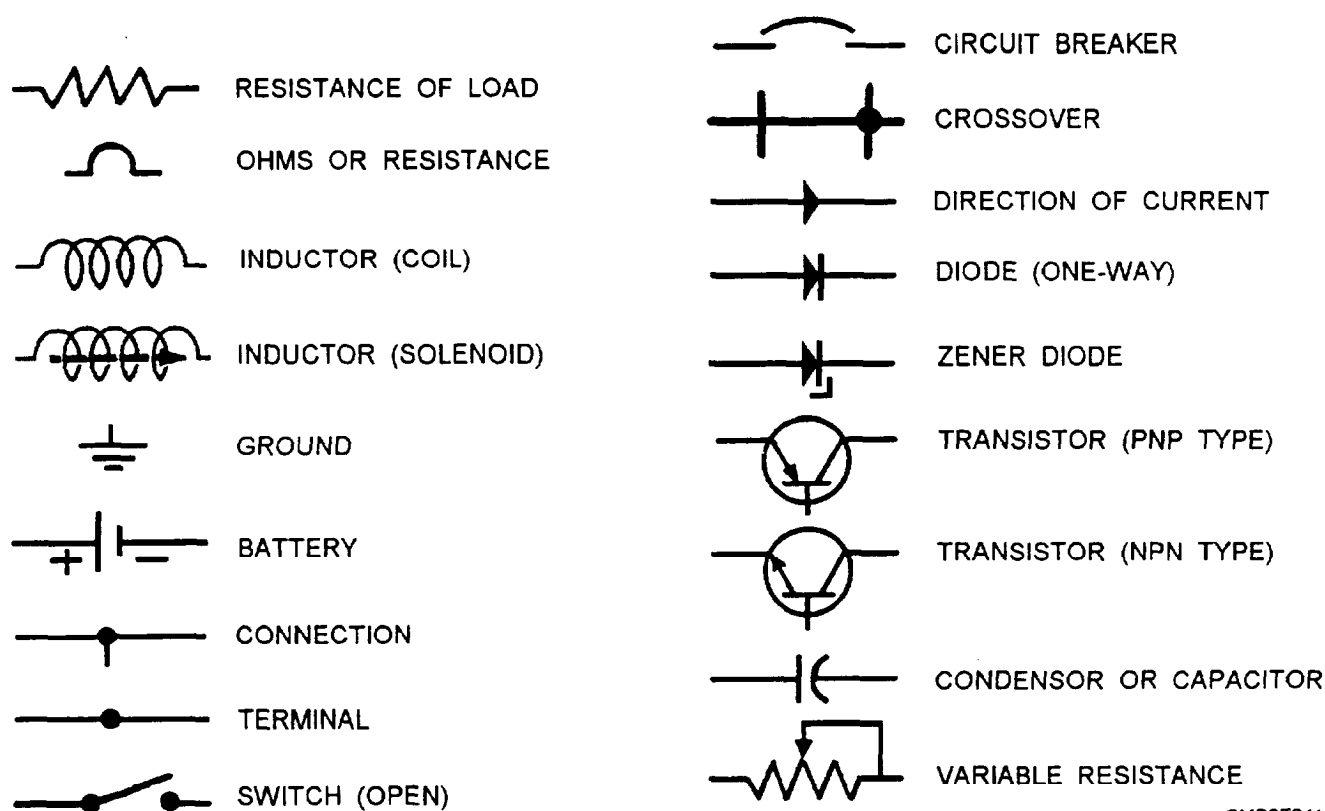 RESISTANCE OF LOAD
OHMS OR RESISTANCE
INDUCTOR (COIL)
INDUCTOR (SOLENOID)
GROUND
+ −
BATTERY
CONNECTION
TERMINAL
SWITCH (OPEN)
CIRCUIT BREAKER
CROSSOVER
DIRECTION OF CURRENT
DIODE (ONE-WAY)
ZENER DIODE
TRANSISTOR (PNP TYPE)
TRANSISTOR (NPN TYPE)
CONDENSOR OR CAPACITOR
VARIABLE RESISTANCE